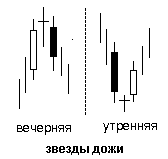 вечерняя утренняя
звезды дожи